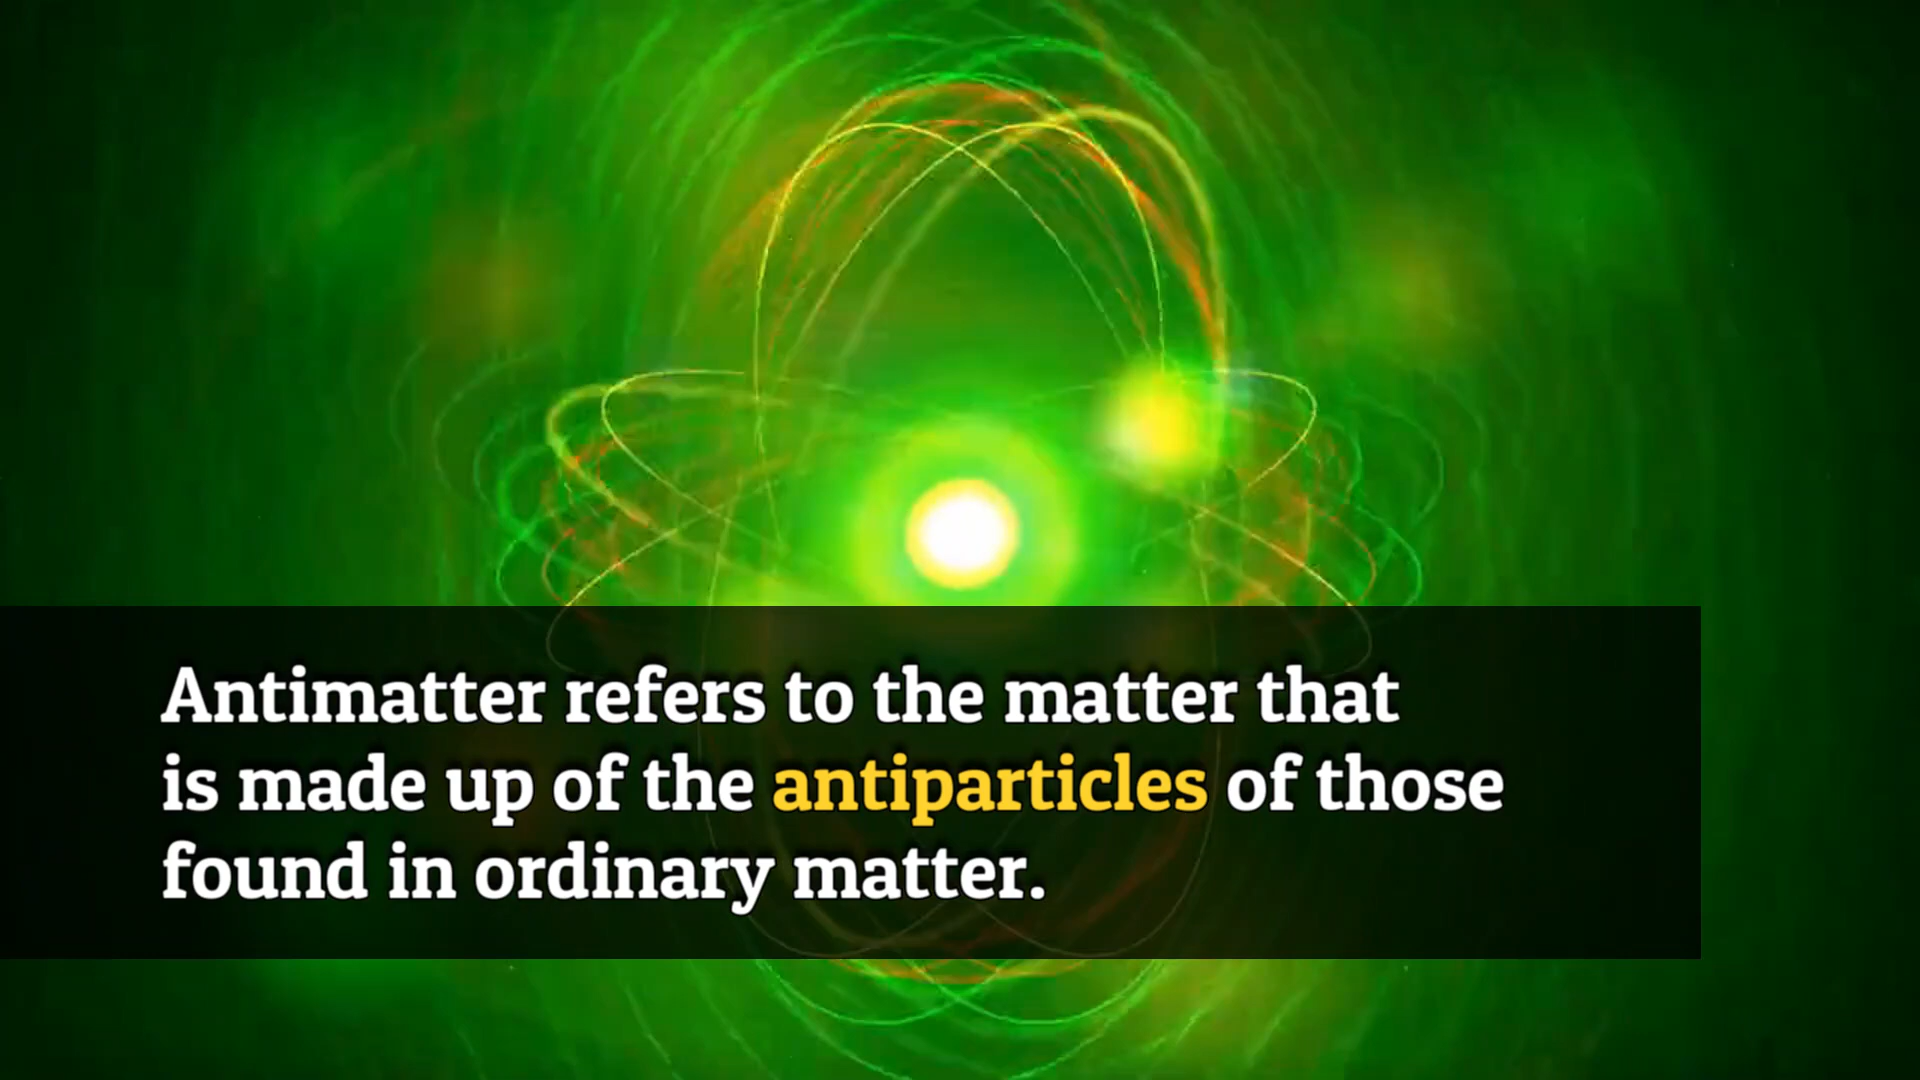 Antimatter refers to the matter that
is made up of the antiparticles of those
found in ordinary matter.